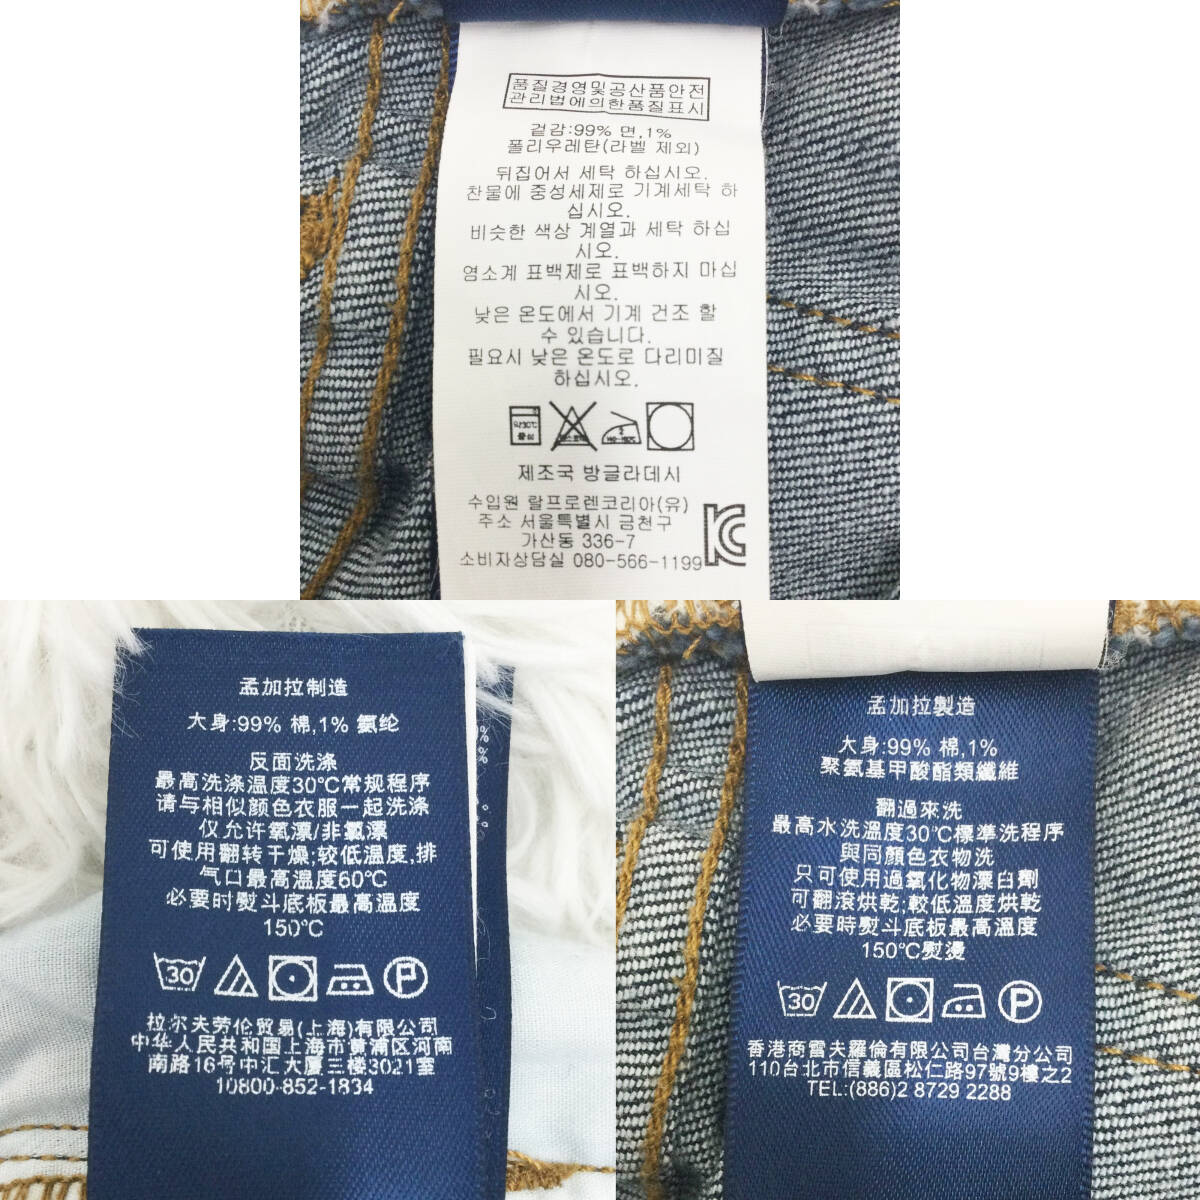 품질경영및공산품안전
관리법에의한품질표시
겉감:99% 면,1%
폴리우레탄(라벨 제외)
뒤집어서 세탁 하십시오.
찬물에 중성세제로 기계세탁 하
십시오.
비슷한 색상 계열과 세탁 하십
시오.
염소계 표백제로 표백하지 마십
시오.
낮은 온도에서 기계 건조 할
수 있습니다.
필요시 낮은 온도로 다리미질
하십시오.
제조국 방글라데시
수입원 랄프로렌코리아(유)
주소 서울특별시 금천구
가산동 336-7
소비자상담실 080-566-1199
孟加拉制造
大身:99% 棉,1% 氨纶
反面洗涤
最高洗涤温度30℃常规程序
请与相似颜色衣服一起洗涤
仅允许氧漂/非氯漂
可使用翻转干燥;较低温度,排
气口最高温度60℃
必要时熨斗底板最高温度
150℃
30
P
拉尔夫劳伦贸易(上海)有限公司
中华人民共和国上海市黄浦区河南
南路16号中汇大厦三楼3021室
10800-852-1834
孟加拉製造
大身:99% 棉,1%
聚氨基甲酸酯類纖維
翻過來洗
最高水洗溫度30℃標準洗程序
與同顏色衣物洗
只可使用過氧化物漂白劑
可翻滾烘乾;較低溫度烘乾
必要時熨斗底板最高溫度
150℃熨燙
30
P
香港商雷夫羅倫有限公司台灣分公司
110台北市信義區松仁路97號9樓之2
TEL:(886)2 8729 2288